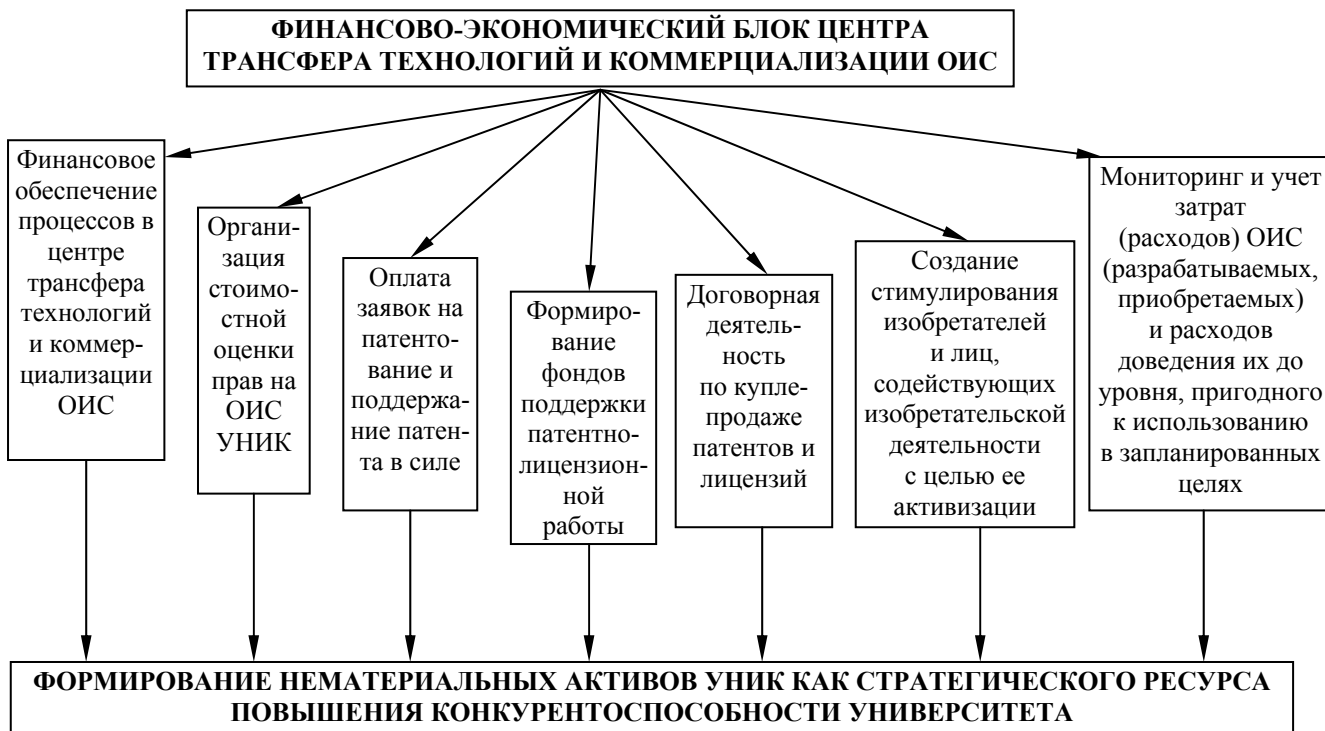 ФИНАНСОВО-ЭКОНОМИЧЕСКИЙ БЛОК ЦЕНТРА
ТРАНСФЕРА ТЕХНОЛОГИЙ И КОММЕРЦИАЛИЗАЦИИ ОИС
Финансовое
обеспечение
процессов в
центре
трансфера
технологий
и коммер-
циализации
ОИС
Органи-
зация
стоимо-
стной
оценки
прав на
ОИС
УНИК
Оплата
заявок на
патенто-
вание и
поддержа-
ние патен-
та в силе
Формиро-
вание
фондов
поддержки
патентно-
лицензион-
ной
работы
Договорная
деятель-
ность
по купле-
продаже
патентов и
лицензий
Создание
стимулирования
изобретателей
и лиц,
содействующих
изобретательской
деятельности
с целью ее
активизации
Мониторинг и учет
затрат
(расходов) ОИС
(разрабатываемых,
приобретаемых)
и расходов
доведения их до
уровня, пригодного
к использованию
в запланированных
целях
ФОРМИРОВАНИЕ НЕМАТЕРИАЛЬНЫХ АКТИВОВ УНИК КАК СТРАТЕГИЧЕСКОГО РЕСУРСА
ПОВЫШЕНИЯ КОНКУРЕНТОСПОСОБНОСТИ УНИВЕРСИТЕТА